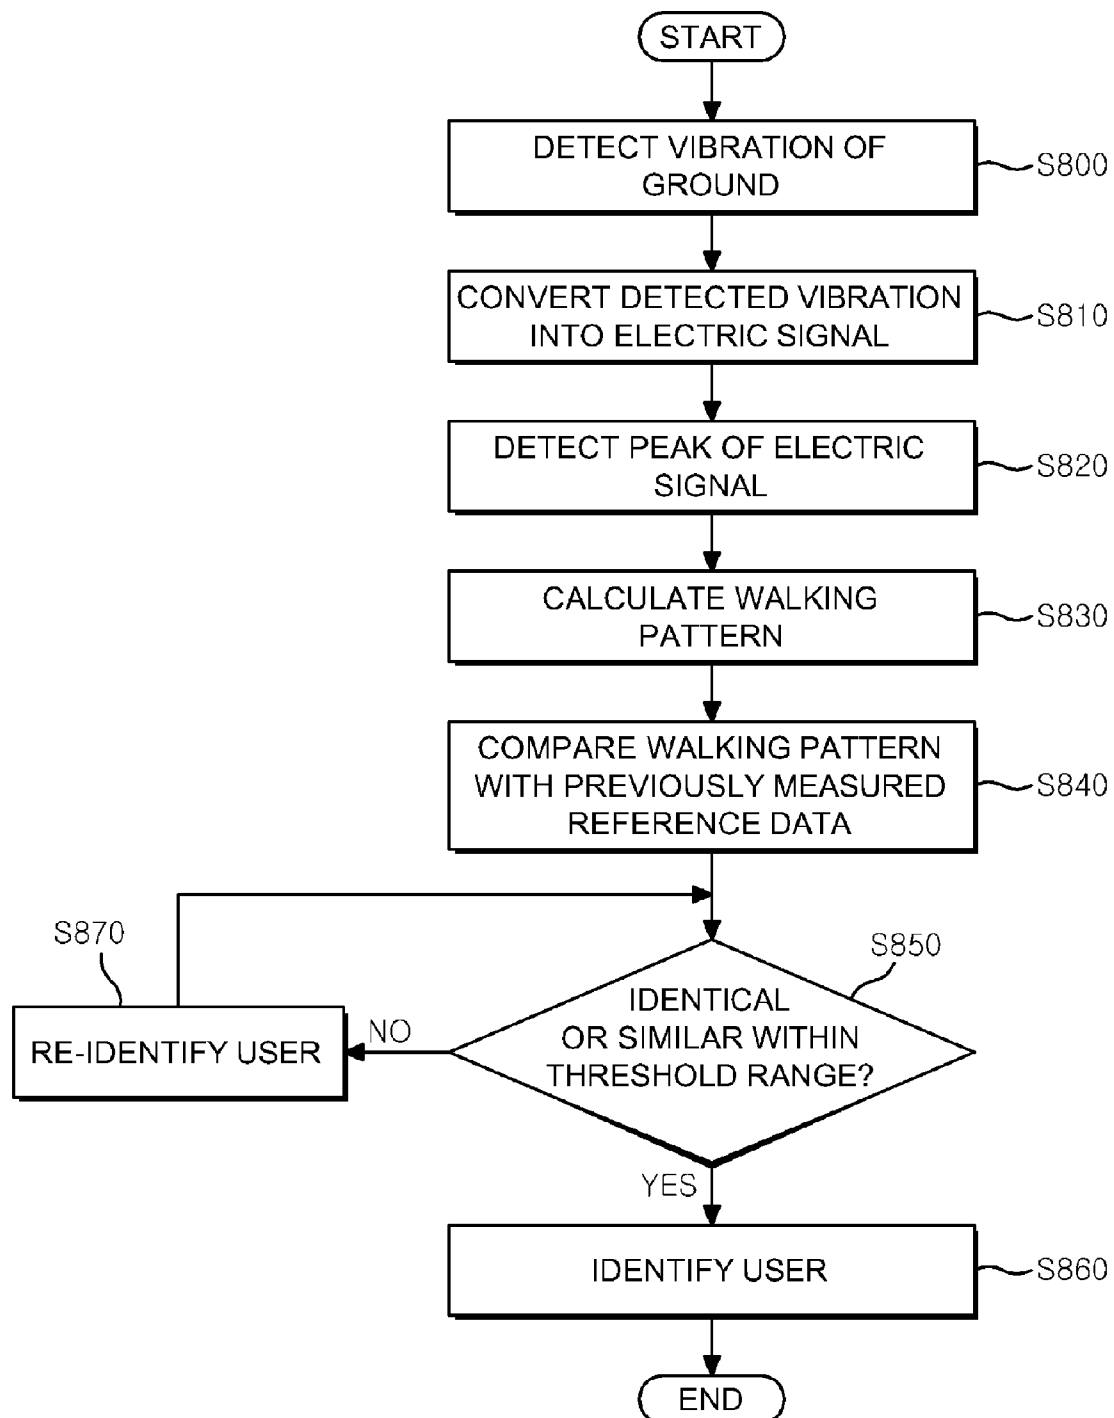 START
DETECT VIBRATION OF
GROUND
S800
CONVERT DETECTED VIBRATION
INTO ELECTRIC SIGNAL
S810
DETECT PEAK OF ELECTRIC
SIGNAL
S820
CALCULATE WALKING
PATTERN
S830
COMPARE WALKING PATTERN
WITH PREVIOUSLY MEASURED
REFERENCE DATA
S840
S870
S850
IDENTICAL
OR SIMILAR WITHIN
THRESHOLD RANGE?
NO
RE-IDENTIFY USER
YES
IDENTIFY USER
S860
END